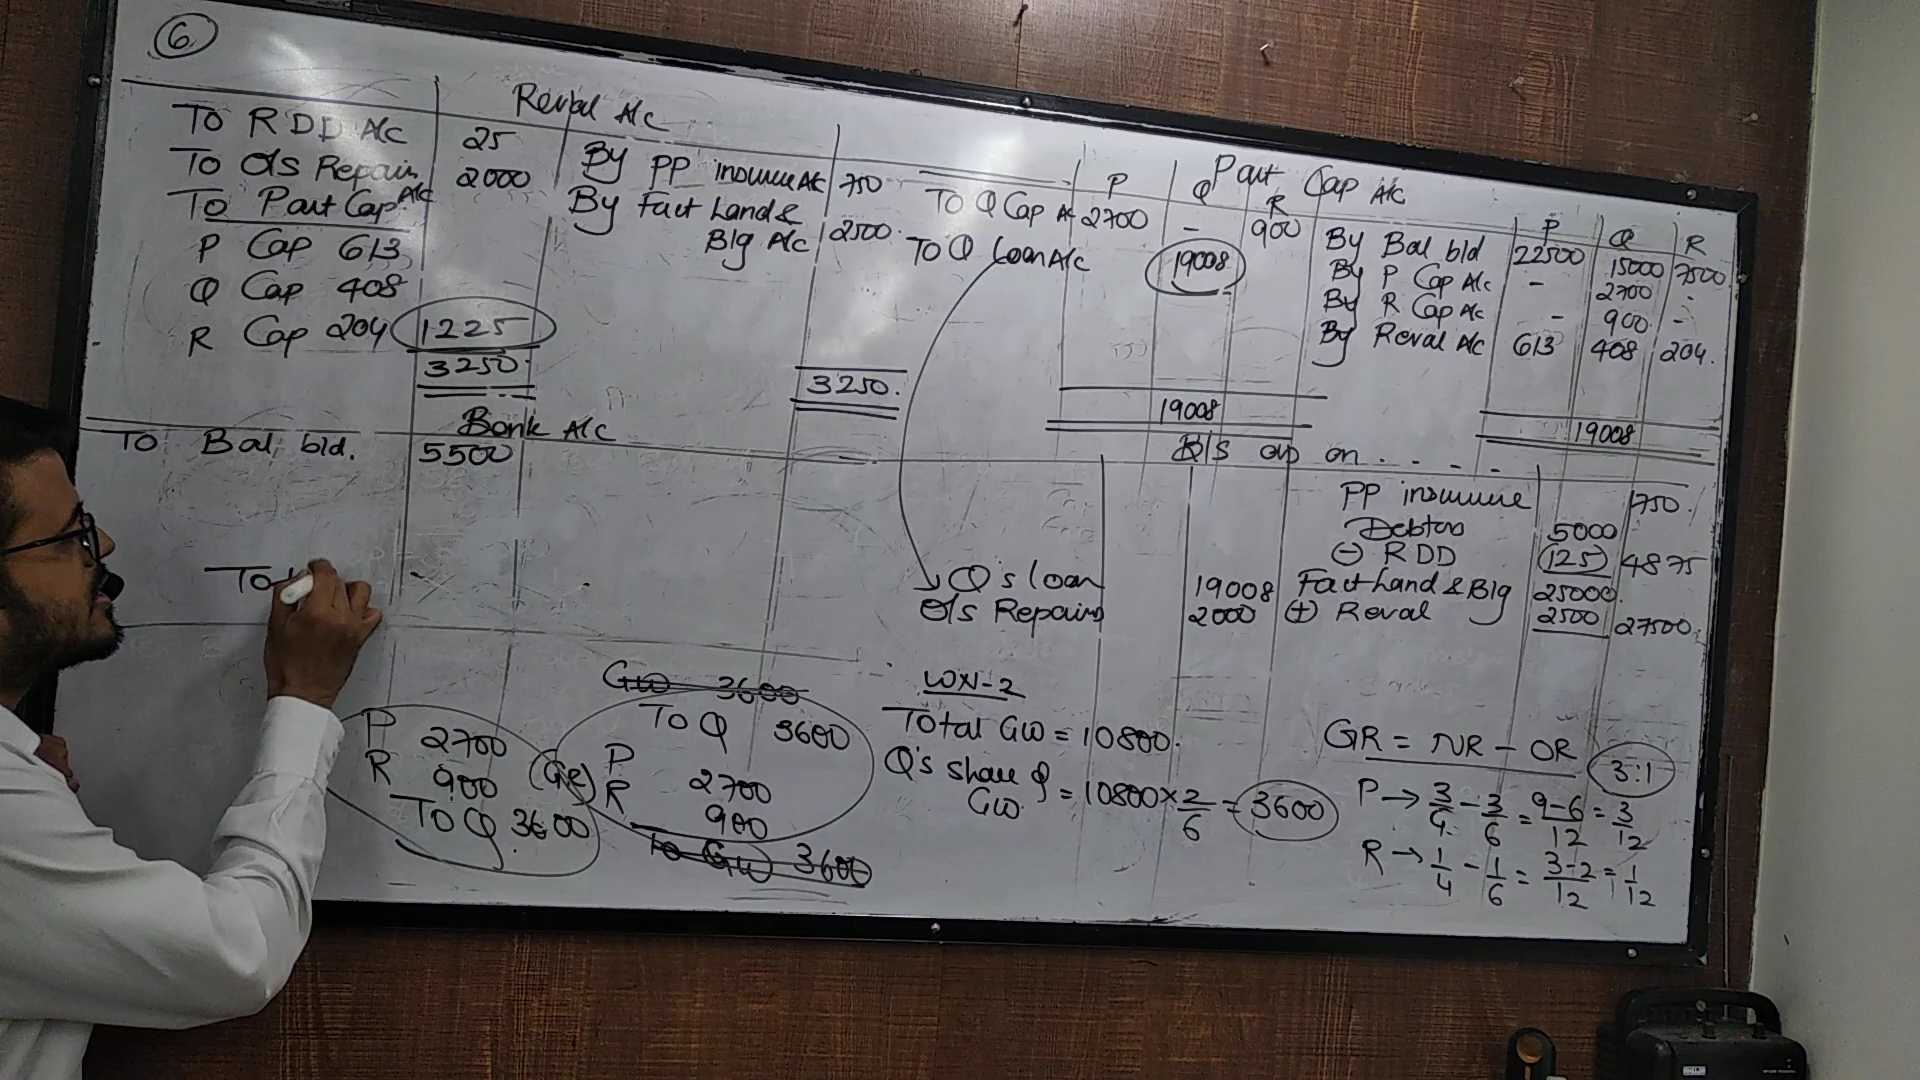 6
Reval A/c
To RDD A/c 25
To O/s Repair 2000
To Part Cap A/c
P Cap 613
Q Cap 408
R Cap 204 1225
3250
By PP insurance A/c 750
By Fact Land &
Blg A/c 2500
3250
Part Cap A/c
P Q R
To Q Cap A/c 2700 - 900
To Q Loan A/c 19008
19008
P Q R
By Bal b/d 22500 15000 7500
By P Cap A/c - 2700 -
By R Cap A/c - 900 -
By Reval A/c 613 408 204
19008
Bank A/c
To Bal b/d. 5500
To
B/S as on . . . .
Q's loan 19008
O/s Repairs 2000
PP insurance 750
Debtors 5000
(-) RDD (125) 4875
Fact Land & Blg 25000
(+) Reval 2500 27500
P 2700
R 900 (GR)
To Q 3600
GW 3600
To Q 3600
P 2700
R 900
To GW 3600
WN-2
Total GW = 10800
Q's share of GW = 10800 × 2/6 = 3600
GR = NR - OR
3:1
P → 3/4 - 3/6 = 9-6/12 = 3/12
R → 1/4 - 1/6 = 3-2/12 = 1/12